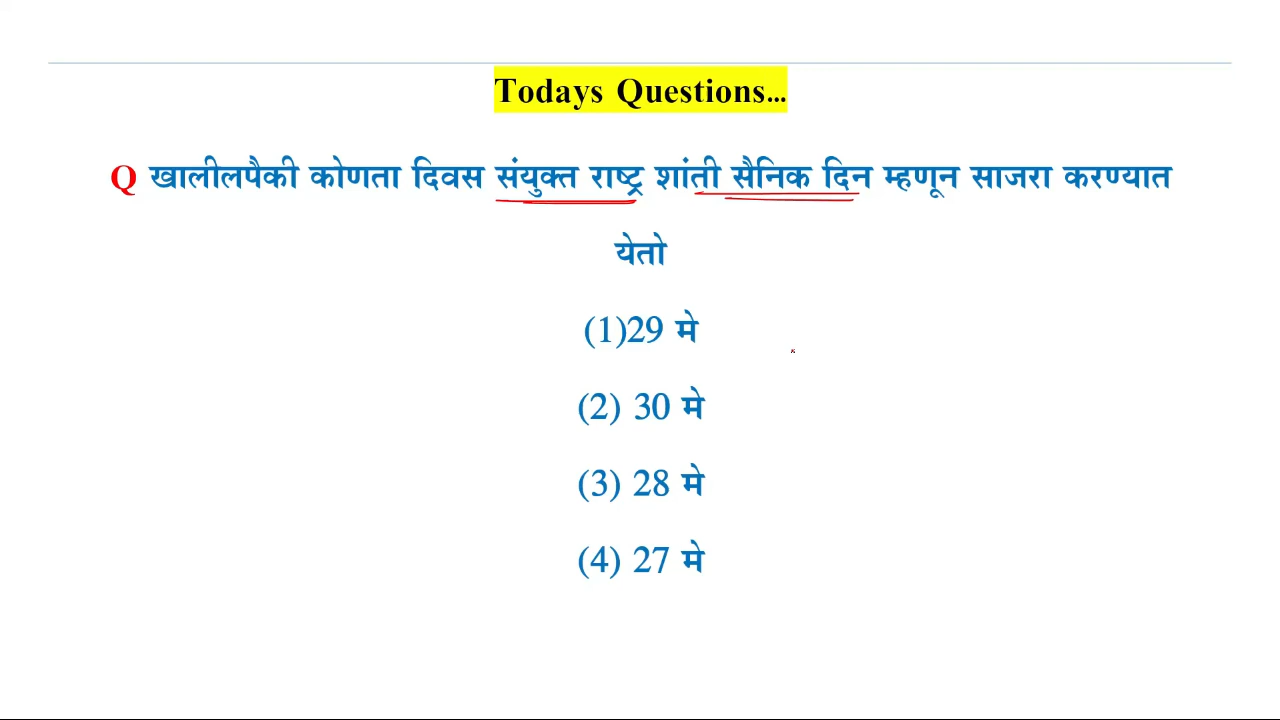 Todays Questions...
Q खालीलपैकी कोणता दिवस संयुक्त राष्ट्र शांती सैनिक दिन म्हणून साजरा करण्यात
येतो
(1)29 मे
(2) 30 मे
(3) 28 मे
(4) 27 मे